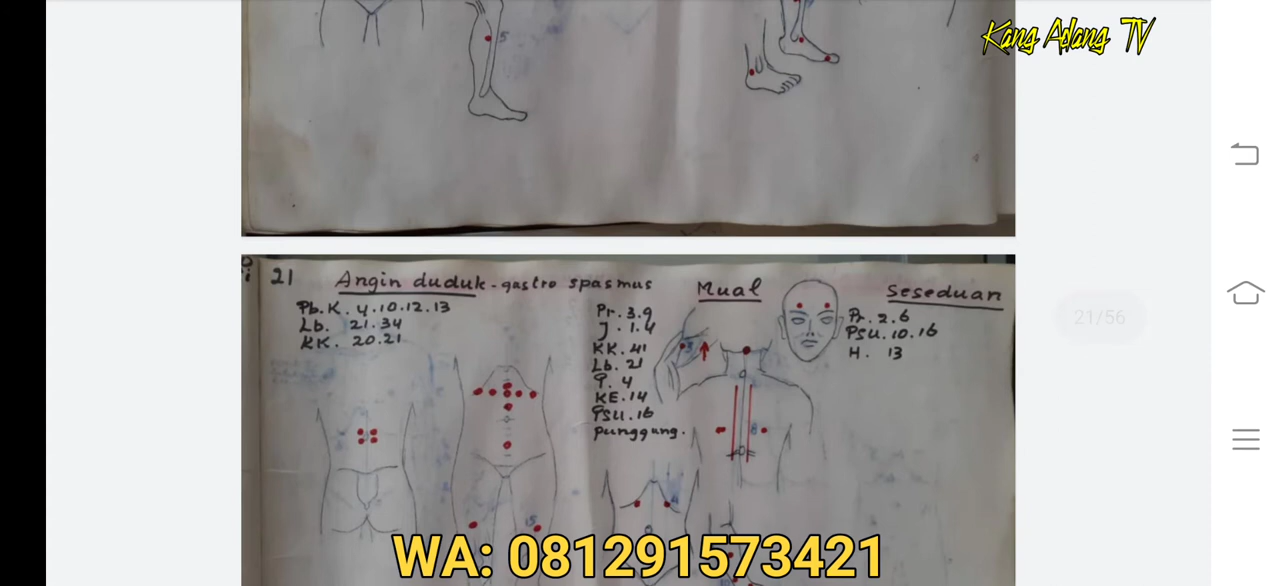 Kang Adang TV
5
21/56
21
Angin duduk - gastro spasmus
Pb.K. 4.10.12.13
Lb. 21.34
KK. 20.21
Mual
Pr. 3.9
J. 1.4
KK. 41
Lb. 21
T. 4
KE. 14
PSU. 16
punggung.
Seseduan
Pr. 2.6
PSU. 10.16
H. 13
WA: 081291573421